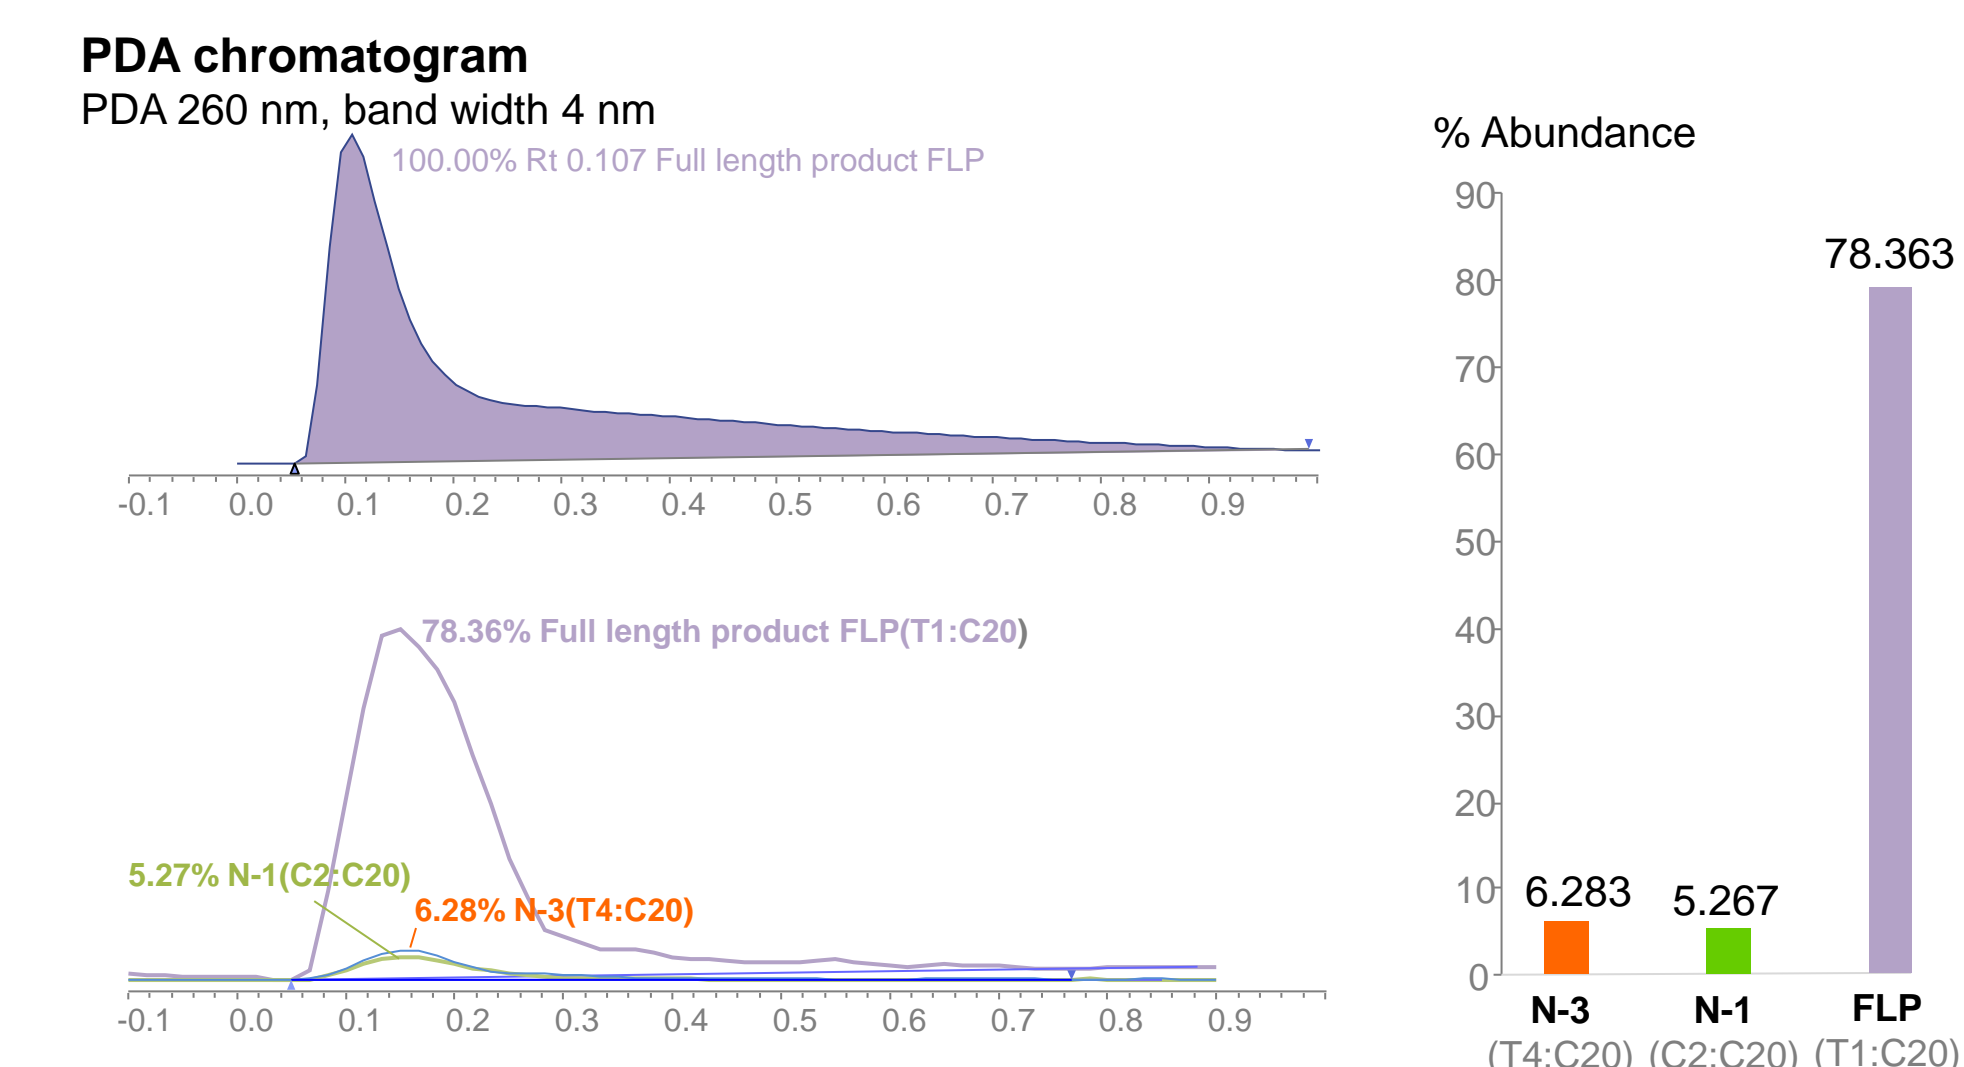 PDA chromatogram
PDA 260 nm, band width 4 nm
100.00% Rt 0.107 Full length product FLP
-0.1 0.0 0.1 0.2 0.3 0.4 0.5 0.6 0.7 0.8 0.9
78.36% Full length product FLP(T1:C20)
5.27% N-1(C2:C20)
6.28% N-3(T4:C20)
-0.1 0.0 0.1 0.2 0.3 0.4 0.5 0.6 0.7 0.8 0.9
% Abundance
90
80
70
60
50
40
30
20
10
0
78.363
6.283 5.267
N-3 N-1 FLP
(T4:C20) (C2:C20) (T1:C20)